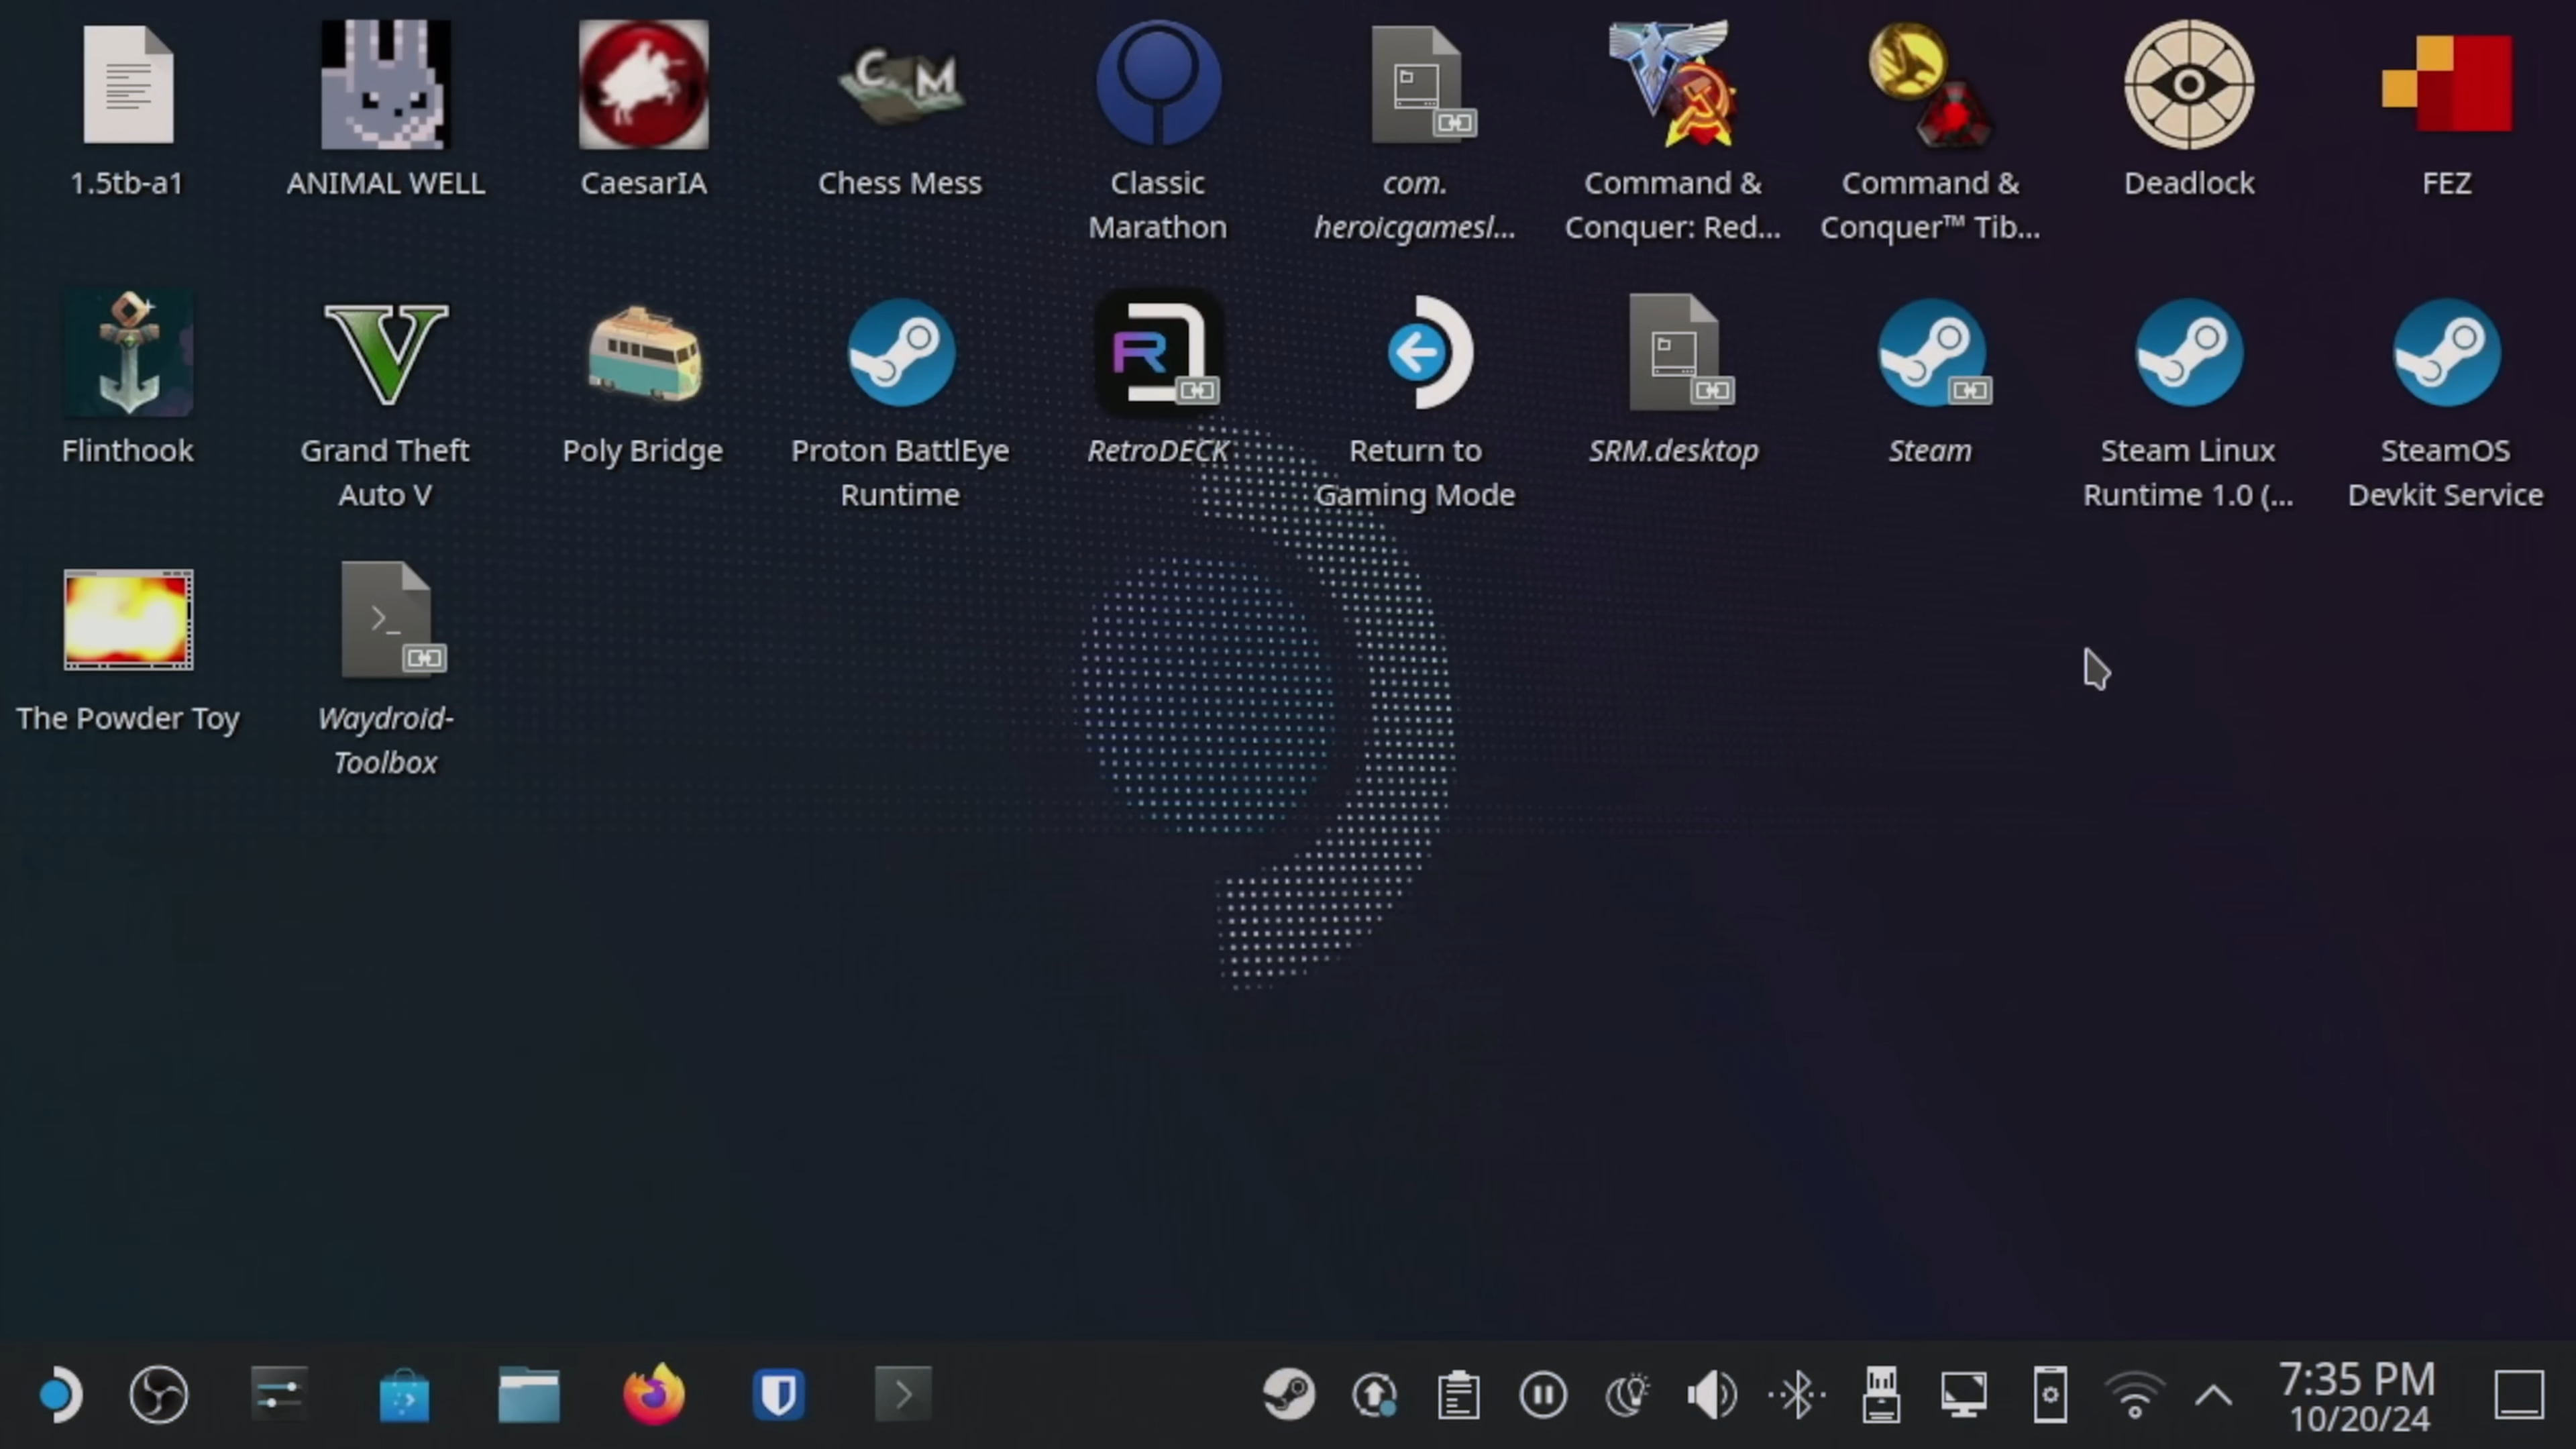 1.5tb-a1
ANIMAL WELL
CaesarIA
C M
Chess Mess
Classic
Marathon
com.
heroicgamesl...
Command &
Conquer: Red...
Command &
Conquer™ Tib...
Deadlock
FEZ
Flinthook
V
Grand Theft
Auto V
Poly Bridge
Proton BattlEye
Runtime
R
RetroDECK
Return to
Gaming Mode
SRM.desktop
Steam
Steam Linux
Runtime 1.0 (...
SteamOS
Devkit Service
The Powder Toy
Waydroid-
Toolbox
7:35 PM
10/20/24